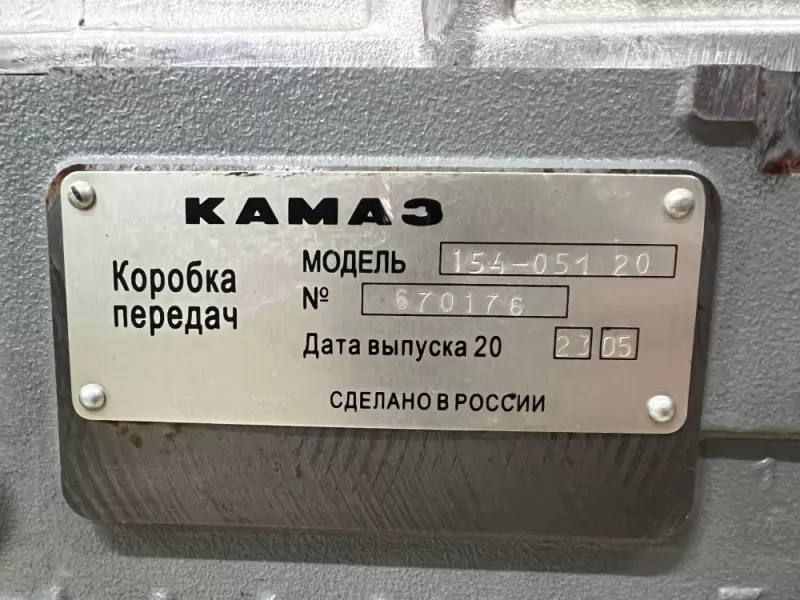 КАМАЗ
Коробка передач
МОДЕЛЬ 154-051 20
№ 670176
Дата выпуска 20 23 05
СДЕЛАНО В РОССИИ